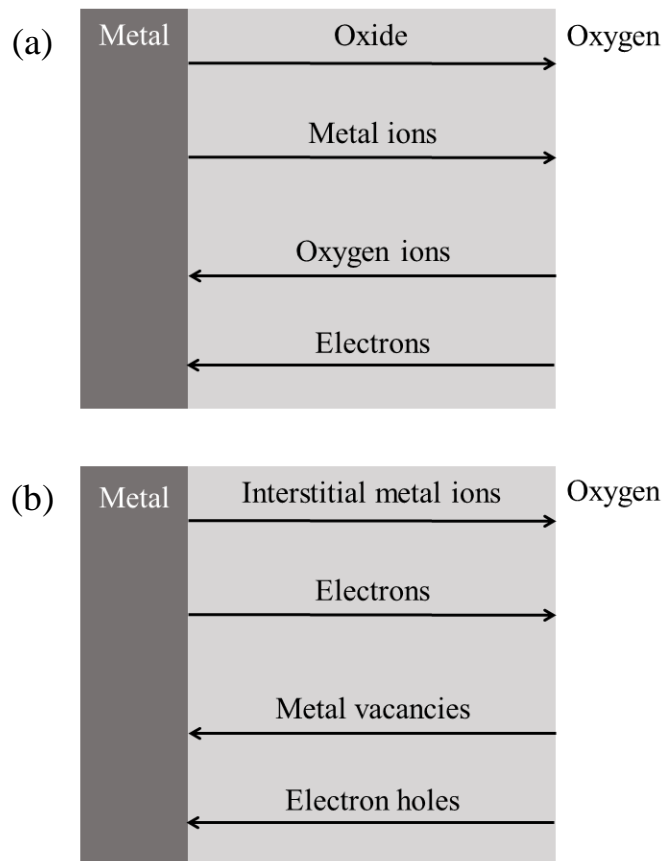 (a)
Metal
Oxide
Oxygen
Metal ions
Oxygen ions
Electrons
(b)
Metal
Interstitial metal ions
Oxygen
Electrons
Metal vacancies
Electron holes